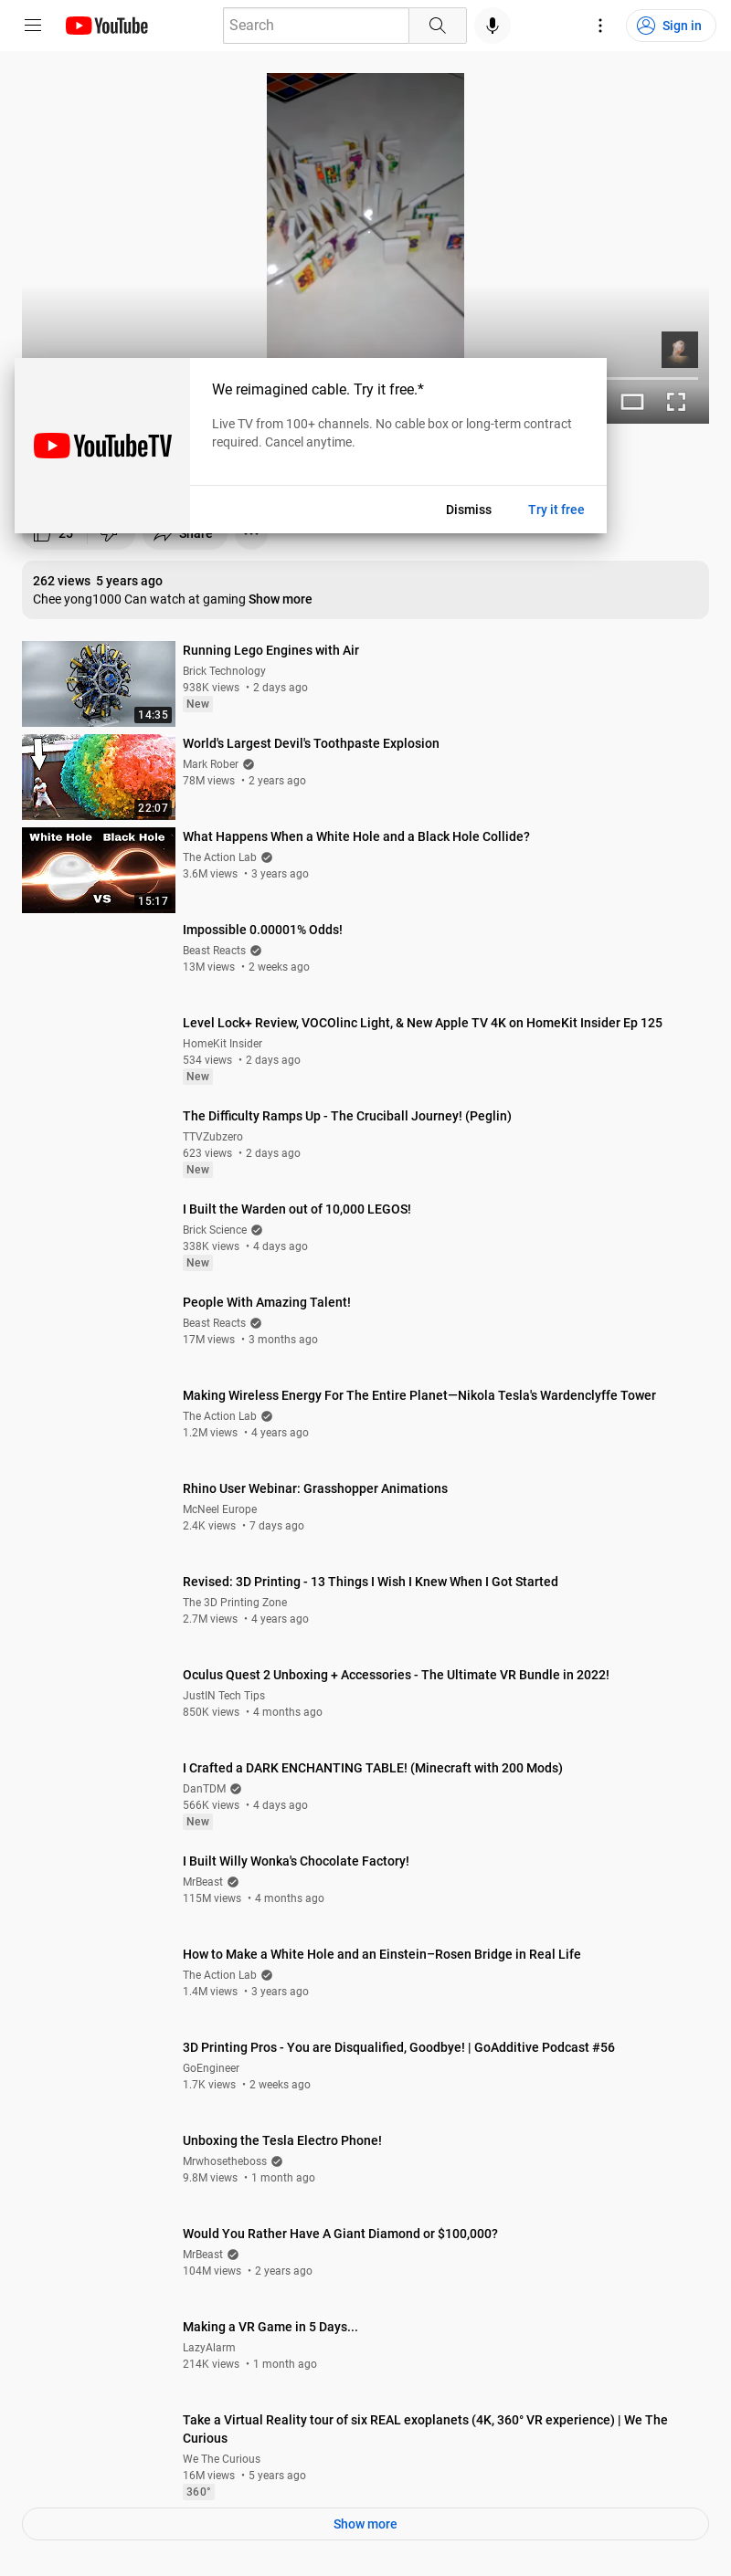 YouTube
Search
Sign in
We reimagined cable. Try it free.*
Live TV from 100+ channels. No cable box or long-term contract
required. Cancel anytime.
YouTubeTV
Dismiss
Try it free
25
Share
262 views 5 years ago
Chee yong1000 Can watch at gaming Show more
Running Lego Engines with Air
Brick Technology
938K views • 2 days ago
New
14:35
World's Largest Devil's Toothpaste Explosion
Mark Rober
78M views • 2 years ago
22:07
What Happens When a White Hole and a Black Hole Collide?
The Action Lab
3.6M views • 3 years ago
White Hole Black Hole
VS
15:17
Impossible 0.00001% Odds!
Beast Reacts
13M views • 2 weeks ago
Level Lock+ Review, VOCOlinc Light, & New Apple TV 4K on HomeKit Insider Ep 125
HomeKit Insider
534 views • 2 days ago
New
The Difficulty Ramps Up - The Cruciball Journey! (Peglin)
TTVZubzero
623 views • 2 days ago
New
I Built the Warden out of 10,000 LEGOS!
Brick Science
338K views • 4 days ago
New
People With Amazing Talent!
Beast Reacts
17M views • 3 months ago
Making Wireless Energy For The Entire Planet—Nikola Tesla's Wardenclyffe Tower
The Action Lab
1.2M views • 4 years ago
Rhino User Webinar: Grasshopper Animations
McNeel Europe
2.4K views • 7 days ago
Revised: 3D Printing - 13 Things I Wish I Knew When I Got Started
The 3D Printing Zone
2.7M views • 4 years ago
Oculus Quest 2 Unboxing + Accessories - The Ultimate VR Bundle in 2022!
JustIN Tech Tips
850K views • 4 months ago
I Crafted a DARK ENCHANTING TABLE! (Minecraft with 200 Mods)
DanTDM
566K views • 4 days ago
New
I Built Willy Wonka's Chocolate Factory!
MrBeast
115M views • 4 months ago
How to Make a White Hole and an Einstein–Rosen Bridge in Real Life
The Action Lab
1.4M views • 3 years ago
3D Printing Pros - You are Disqualified, Goodbye! | GoAdditive Podcast #56
GoEngineer
1.7K views • 2 weeks ago
Unboxing the Tesla Electro Phone!
Mrwhosetheboss
9.8M views • 1 month ago
Would You Rather Have A Giant Diamond or $100,000?
MrBeast
104M views • 2 years ago
Making a VR Game in 5 Days...
LazyAlarm
214K views • 1 month ago
Take a Virtual Reality tour of six REAL exoplanets (4K, 360° VR experience) | We The
Curious
We The Curious
16M views • 5 years ago
360°
Show more